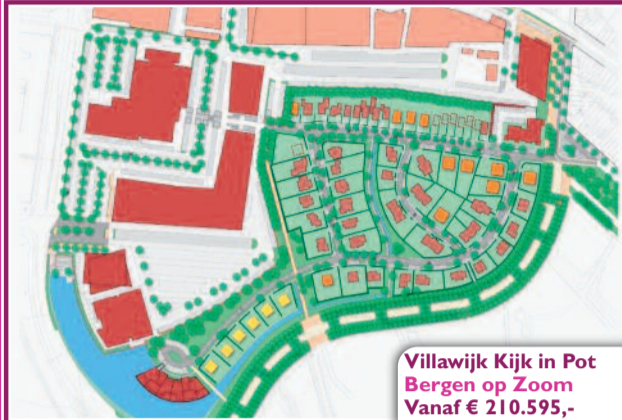 Villawijk Kijk in Pot
Bergen op Zoom
Vanaf € 210.595,-